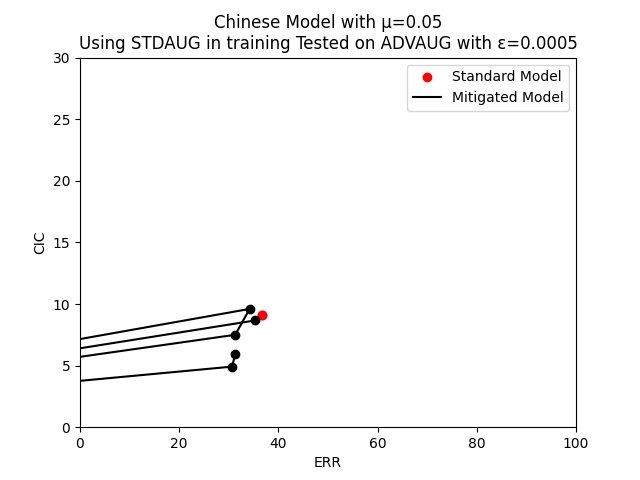 Chinese Model with μ=0.05
Using STDAUG in training Tested on ADVAUG with ε=0.0005
Standard Model
Mitigated Model
30
25
20
15
10
5
0
CIC
0 20 40 60 80 100
ERR